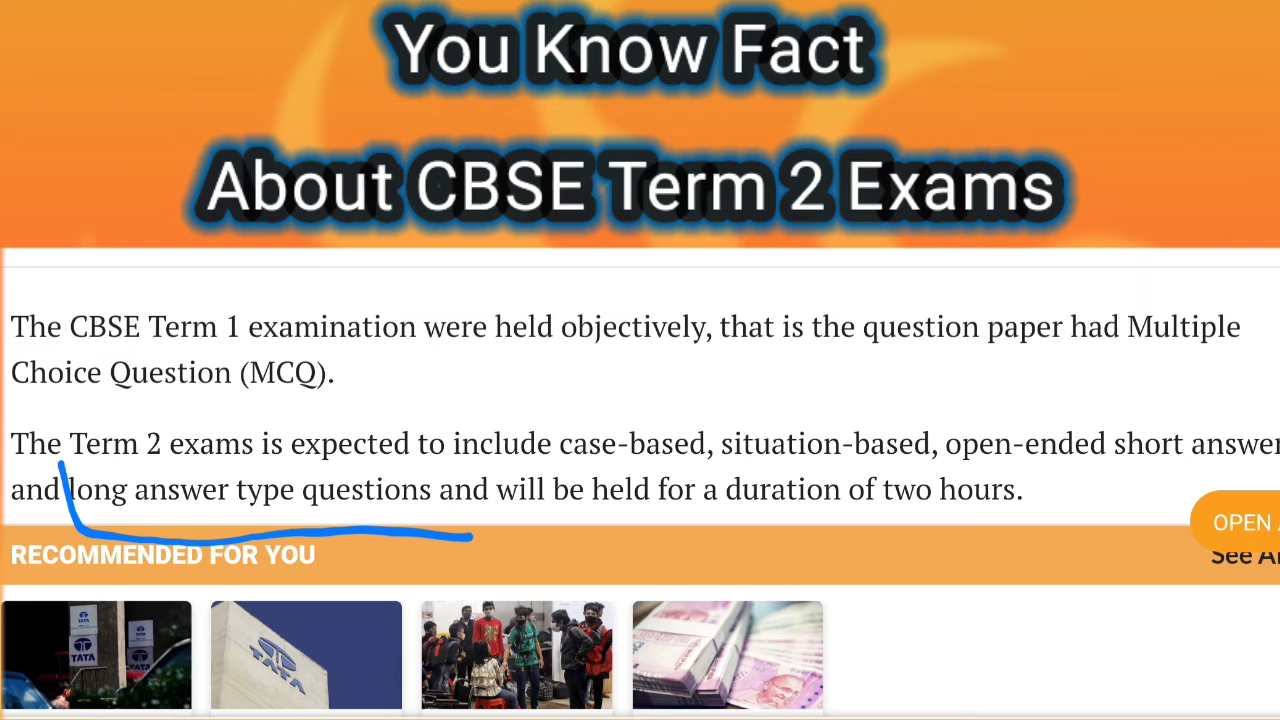 You Know Fact
About CBSE Term 2 Exams
The CBSE Term 1 examination were held objectively, that is the question paper had Multiple
Choice Question (MCQ).
The Term 2 exams is expected to include case-based, situation-based, open-ended short answer
and long answer type questions and will be held for a duration of two hours.
OPEN
RECOMMENDED FOR YOU
See
TATA
TATA
TATA